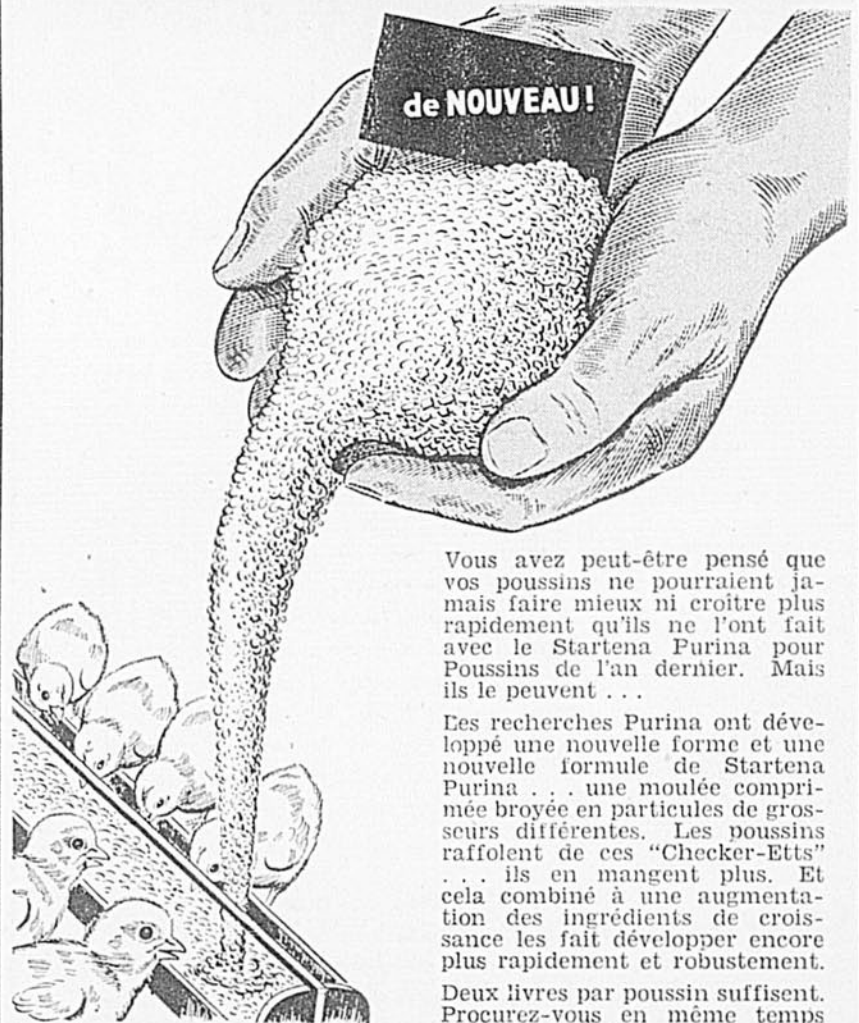 de NOUVEAU!
Vous avez peut-être pensé que
vos poussins ne pourraient ja-
mais faire mieux ni croître plus
rapidement qu'ils ne l'ont fait
avec le Startena Purina pour
Poussins de l'an dernier. Mais
ils le peuvent . . .
Les recherches Purina ont déve-
loppé une nouvelle forme et une
nouvelle formule de Startena
Purina . . . une moulée compri-
mée broyée en particules de gros-
seurs différentes. Les poussins
raffolent de ces "Checker-Etts"
. . . ils en mangent plus. Et
cela combiné à une augmenta-
tion des ingrédients de crois-
sance les fait développer encore
plus rapidement et robustement.
Deux livres par poussin suffisent.
Procurez-vous en même temps